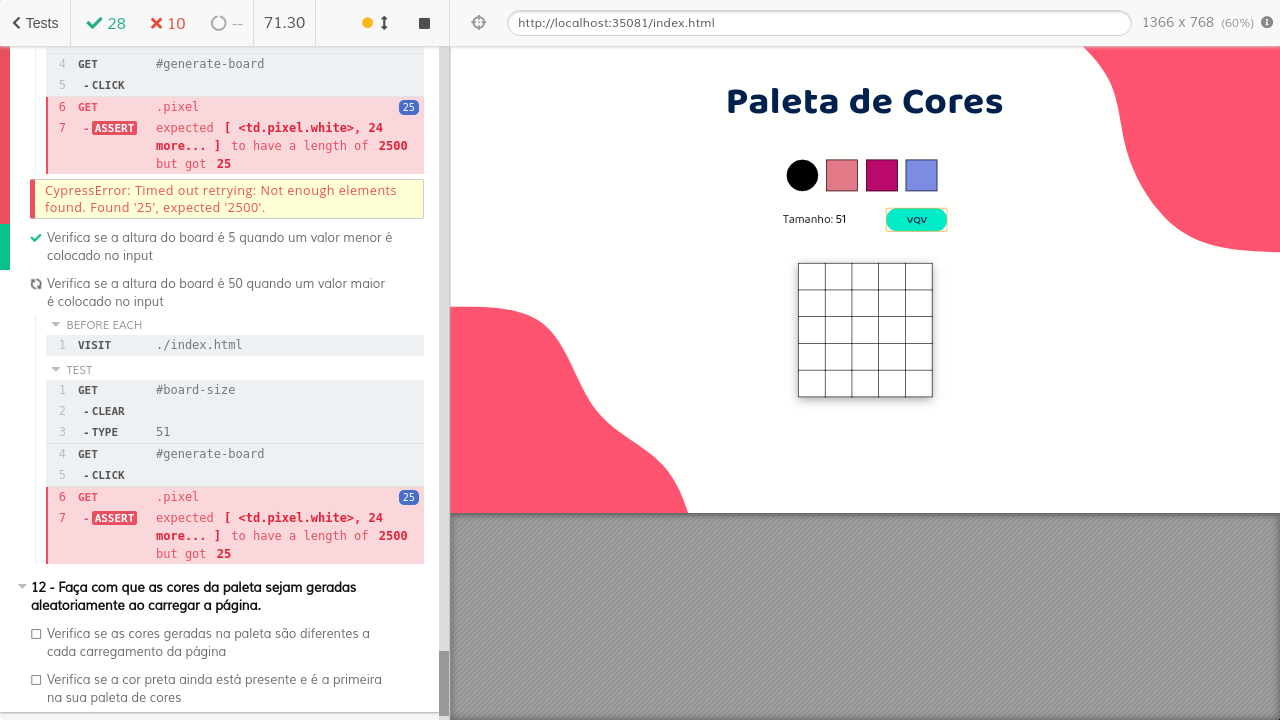 Tests 28 10 -- 71.30 http://localhost:35081/index.html 1366 x 768 (60%)
4 GET #generate-board
5 - CLICK
6 GET .pixel 25
7 - ASSERT expected [ <td.pixel.white>, 24
more... ] to have a length of 2500
but got 25
CypressError: Timed out retrying: Not enough elements
found. Found '25', expected '2500'.
Verifica se a altura do board é 5 quando um valor menor é
colocado no input
Verifica se a altura do board é 50 quando um valor maior
é colocado no input
BEFORE EACH
1 VISIT ./index.html
TEST
1 GET #board-size
2 - CLEAR
3 - TYPE 51
4 GET #generate-board
5 - CLICK
6 GET .pixel 25
7 - ASSERT expected [ <td.pixel.white>, 24
more... ] to have a length of 2500
but got 25
12 - Faça com que as cores da paleta sejam geradas
aleatoriamente ao carregar a página.
Verifica se as cores geradas na paleta são diferentes a
cada carregamento da página
Verifica se a cor preta ainda está presente e é a primeira
na sua paleta de cores
Paleta de Cores
Tamanho: 51 VQV